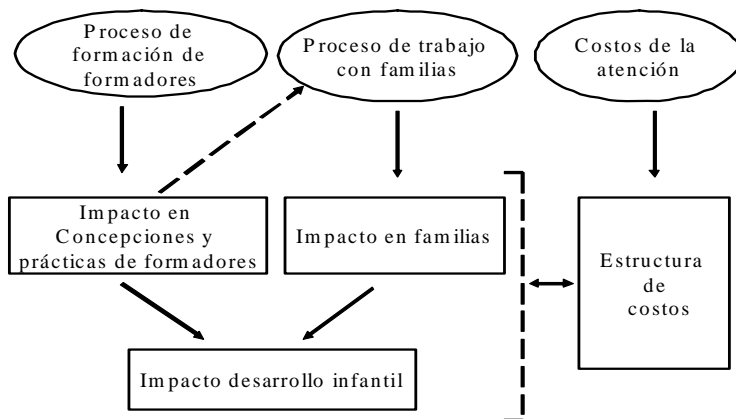 Proceso de
formación de
formadores
Proceso de trabajo
con familias
Costos de la
atención
Impacto en
Concepciones y
prácticas de formadores
Impacto en familias
Estructura
de
costos
Impacto desarrollo infantil